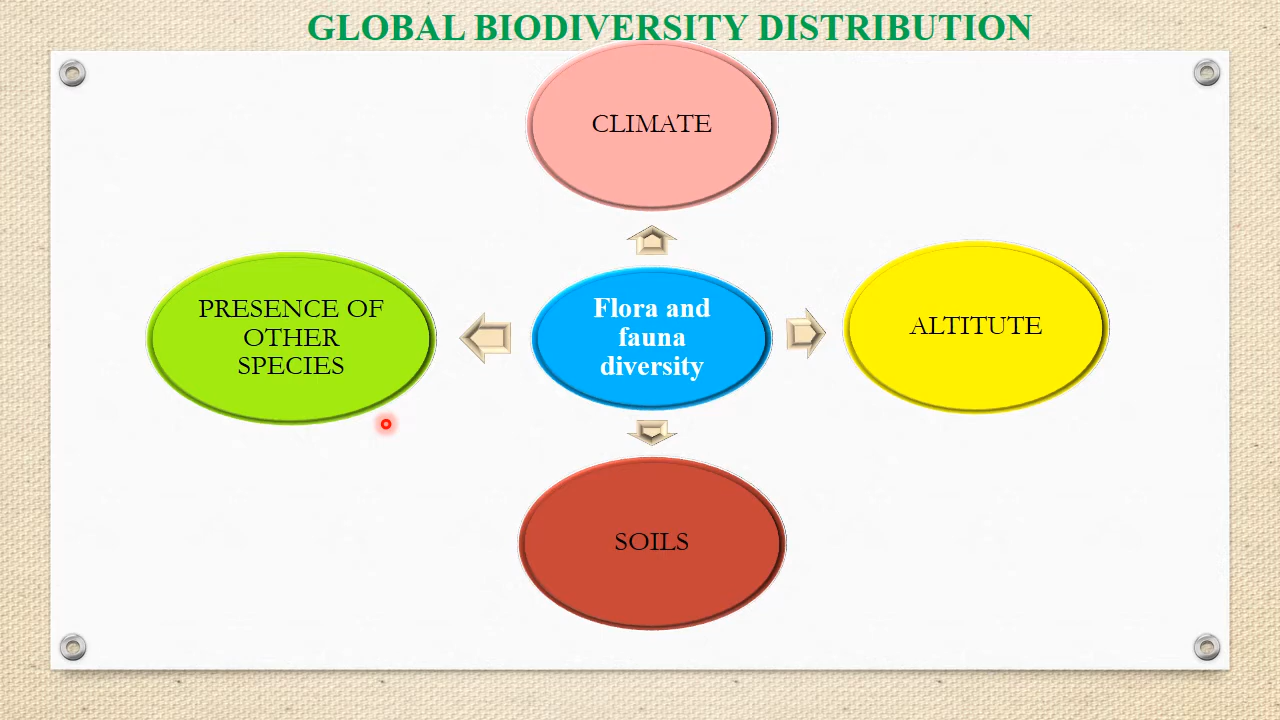 GLOBAL BIODIVERSITY DISTRIBUTION
CLIMATE
PRESENCE OF
OTHER
SPECIES
Flora and
fauna
diversity
ALTITUTE
SOILS